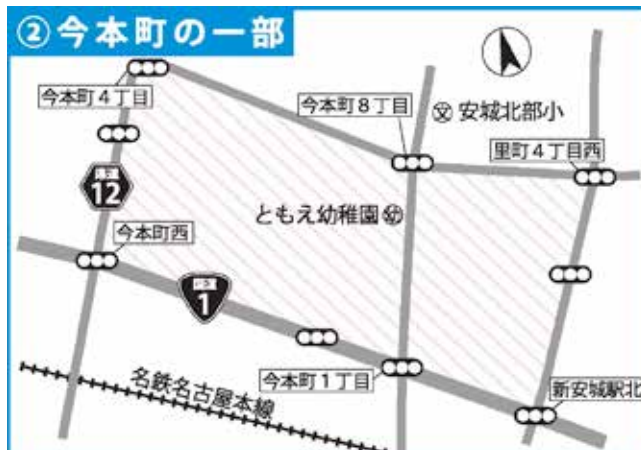 ②今本町の一部
今本町4丁目
今本町8丁目
安城北部小
里町4丁目西
12
ともえ幼稚園
幼
今本町西
1
今本町1丁目
名鉄名古屋本線
新安城駅北